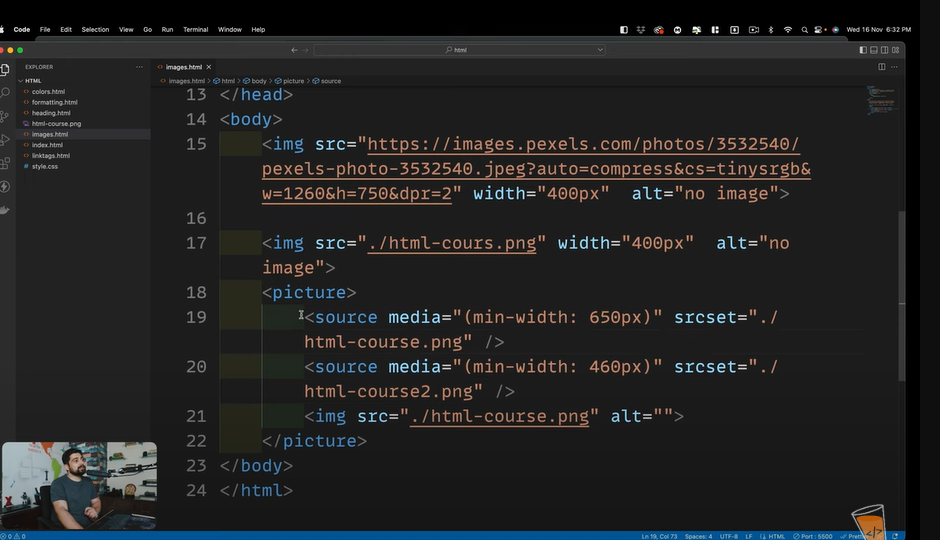 Code File Edit Selection View Go Run Terminal Window Help
Wed 16 Nov 6:32 PM
html
EXPLORER
images.html
HTML
images.html > html > body > picture > source
colors.html
formatting.html
heading.html
html-course.png
images.html
index.html
linktags.html
style.css
13 </head>
14 <body>
15 <img src="https://images.pexels.com/photos/3532540/
pexels-photo-3532540.jpeg?auto=compress&cs=tinysrgb&
w=1260&h=750&dpr=2" width="400px" alt="no image">
16
17 <img src="./html-cours.png" width="400px" alt="no
image">
18 <picture>
19 <source media="(min-width: 650px)" srcset="./
html-course.png" />
20 <source media="(min-width: 460px)" srcset="./
html-course2.png" />
21 <img src="./html-course.png" alt="">
22 </picture>
23 </body>
24 </html>
</>
0 0 Ln 19, Col 73 Spaces: 4 UTF-8 LF HTML Port : 5500